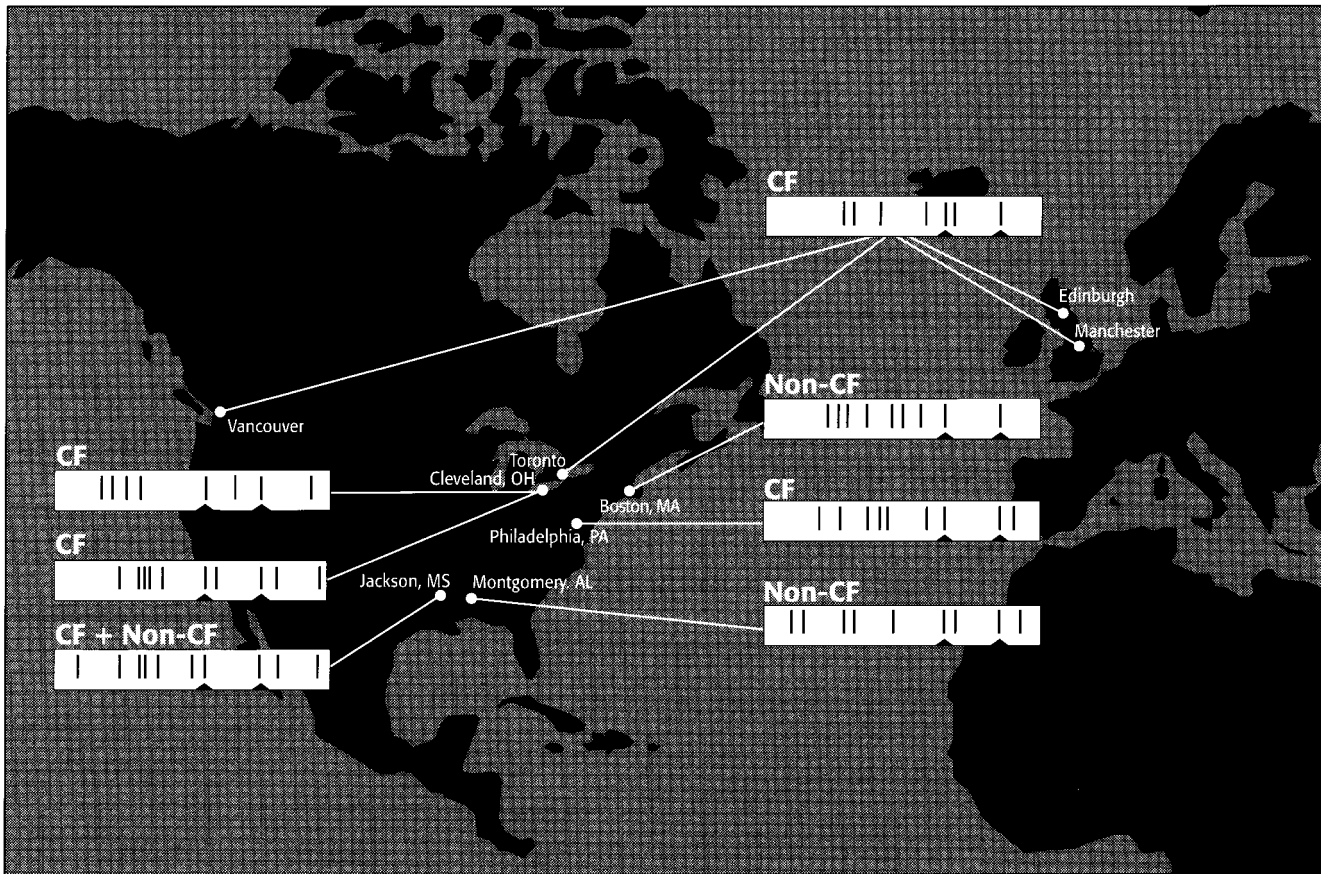 CF
Edinburgh
Manchester
Non-CF
Vancouver
CF
Toronto
Cleveland, OH
CF
Boston, MA
Philadelphia, PA
CF
Jackson, MS
Montgomery, AL
Non-CF
CF + Non-CF